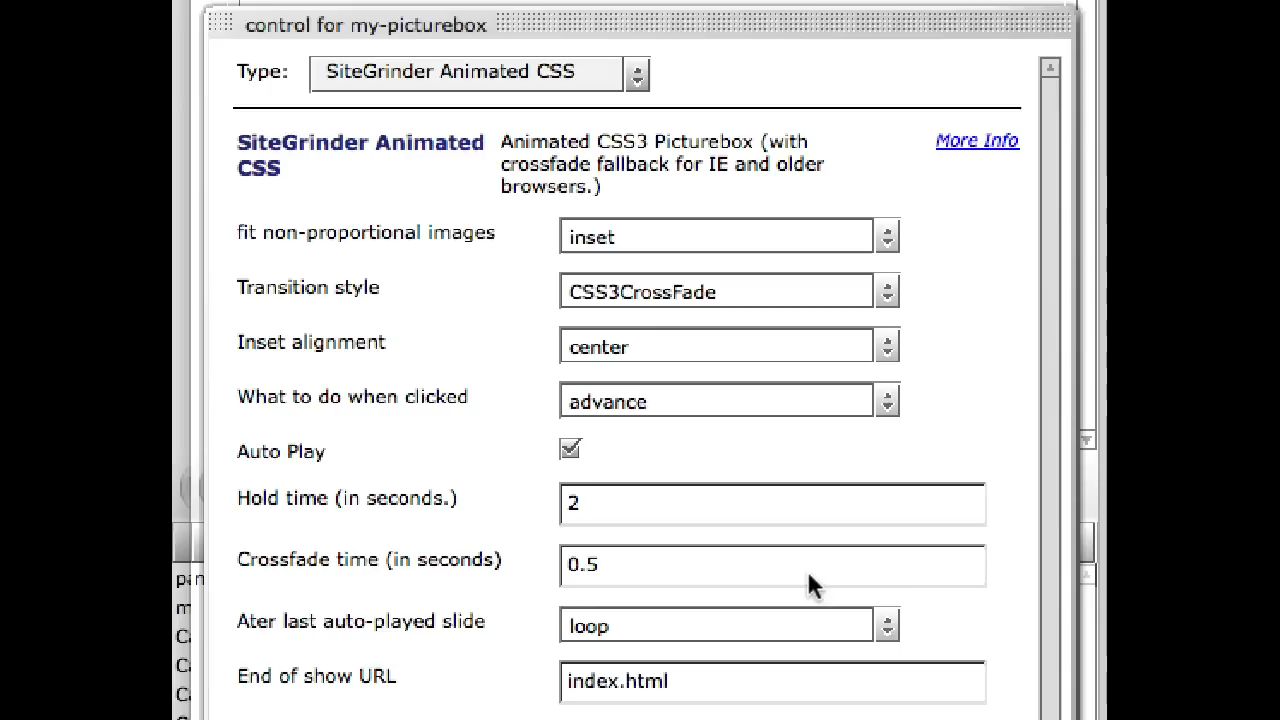 control for my-picturebox
Type: SiteGrinder Animated CSS
SiteGrinder Animated
CSS
Animated CSS3 Picturebox (with
crossfade fallback for IE and older
browsers.)
More Info
fit non-proportional images inset
Transition style CSS3CrossFade
Inset alignment center
What to do when clicked advance
Auto Play
Hold time (in seconds.) 2
Crossfade time (in seconds) 0.5
Ater last auto-played slide loop
End of show URL index.html